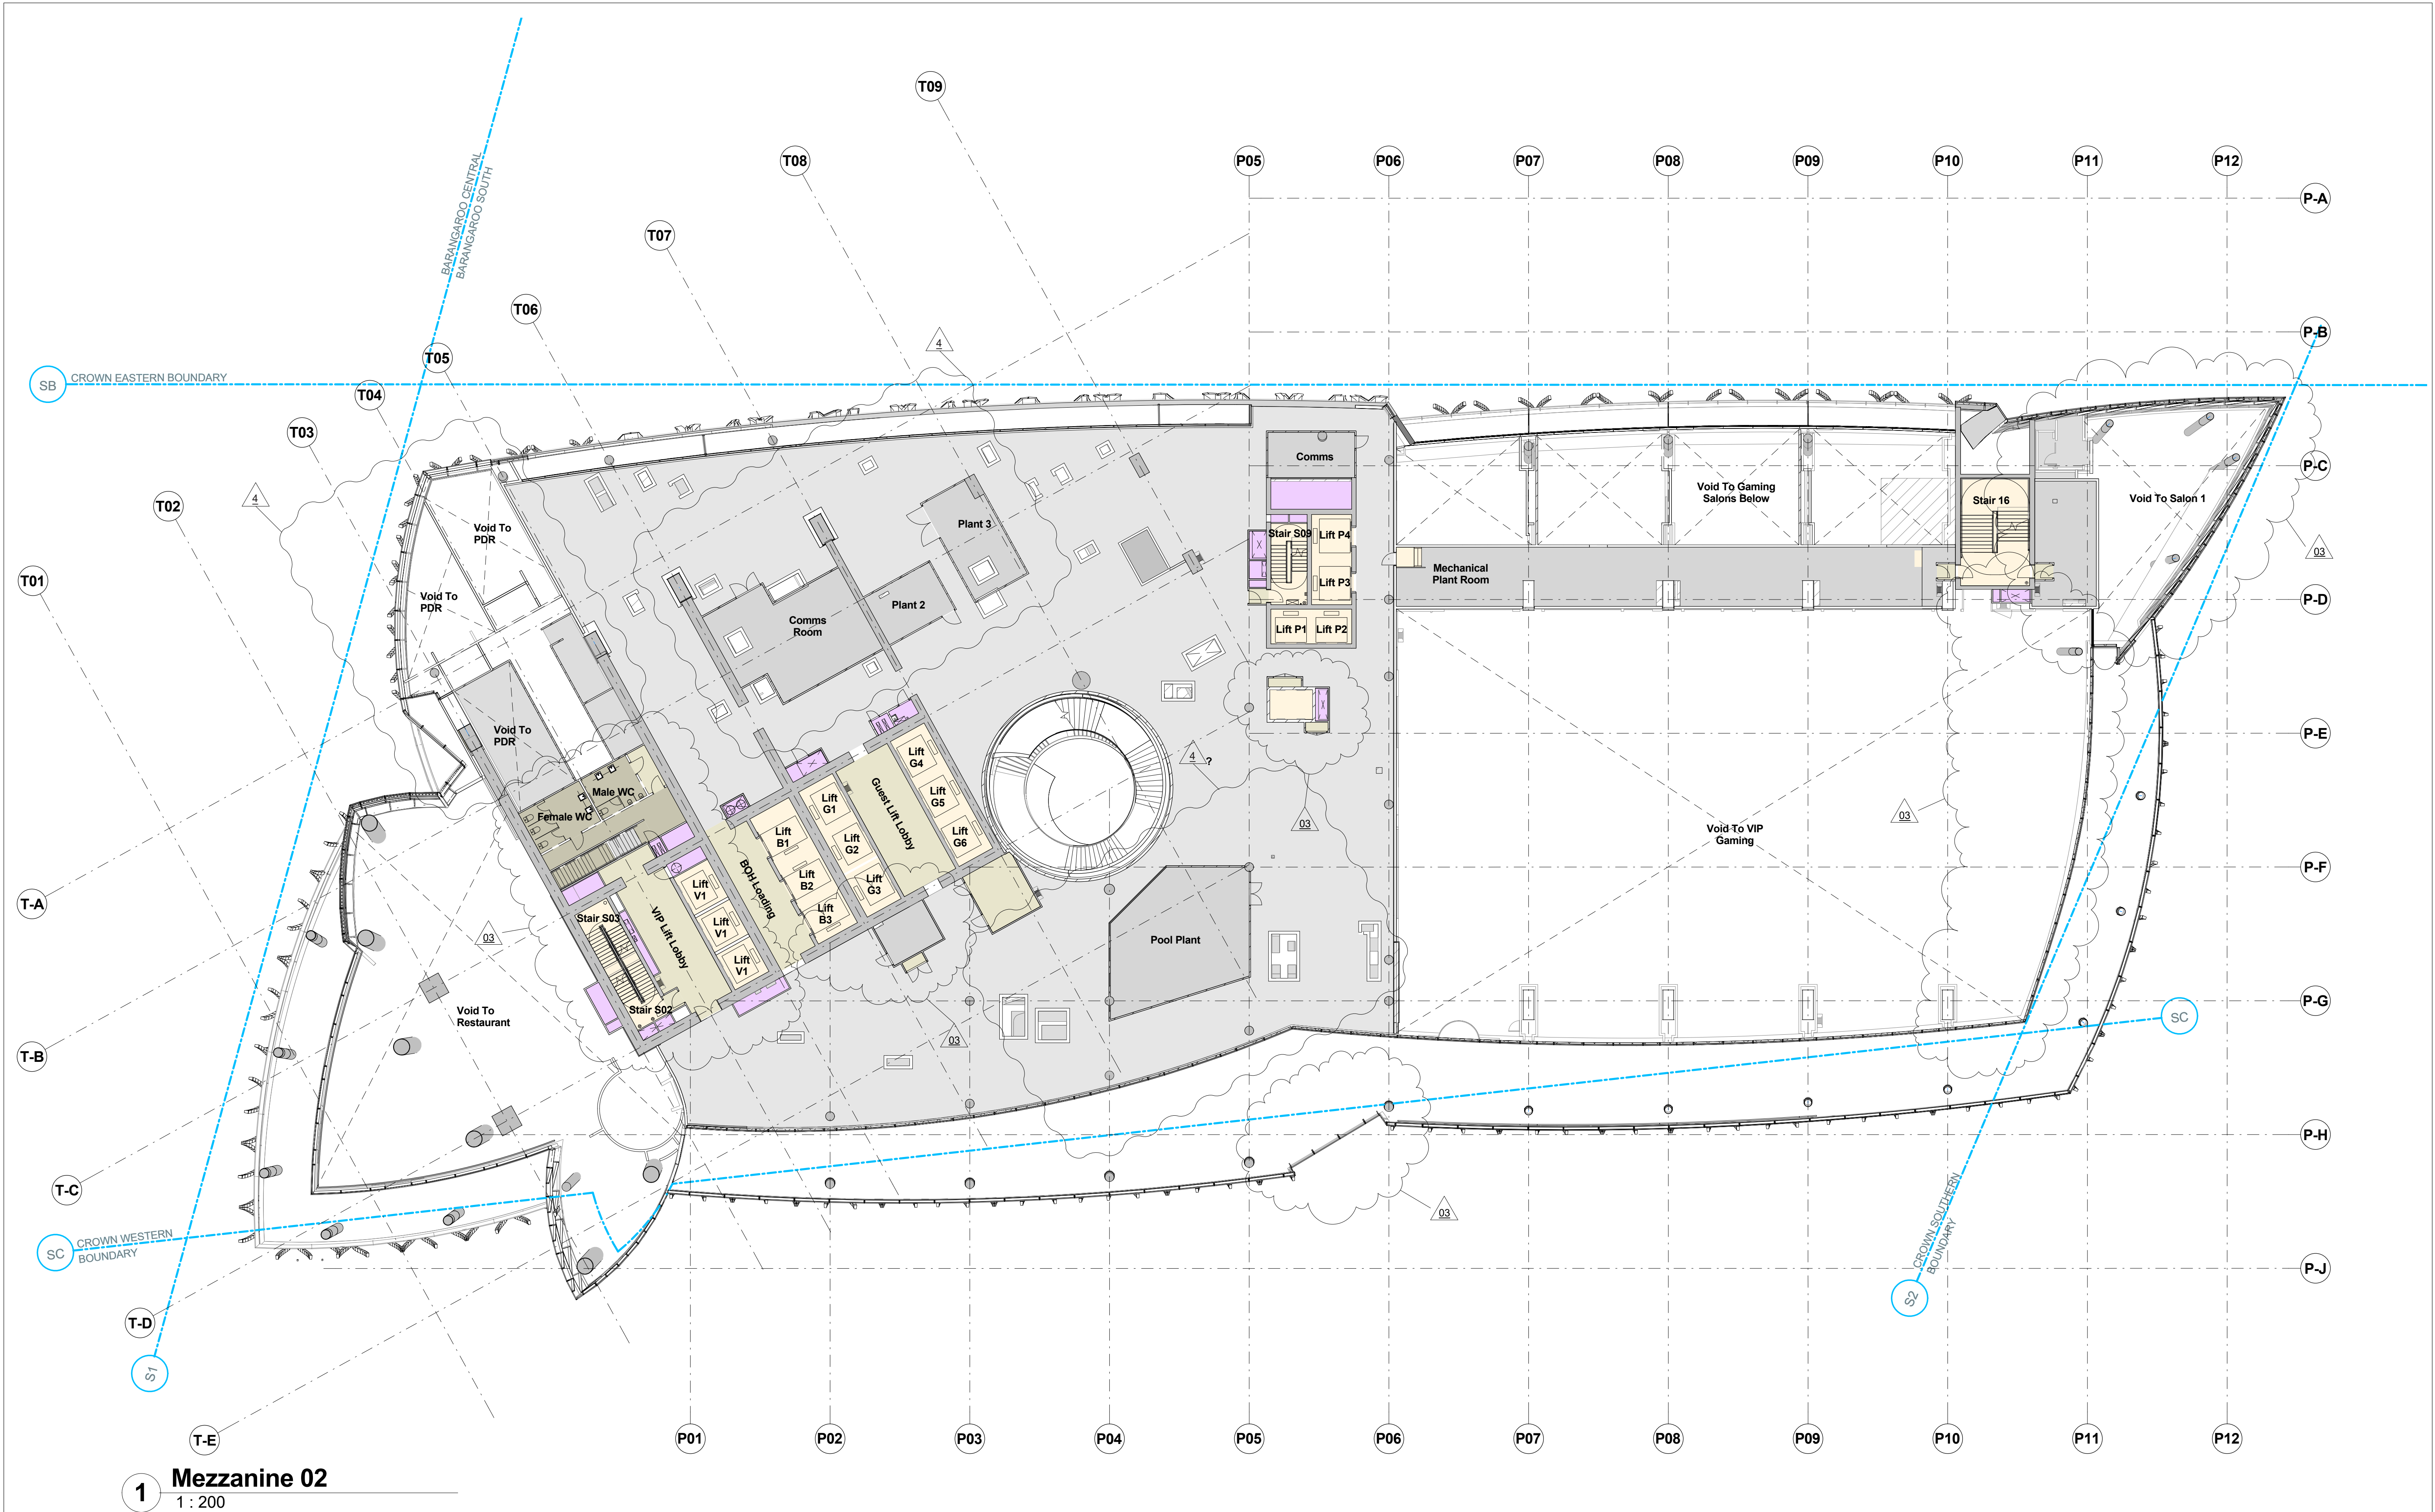 T09
T08
P05
P06
P07
P08
P09
P10
P11
P12
P-A
BARANGAROO CENTRAL
BARANGAROO SOUTH
T07
T06
P-B
4
T05
SB
CROWN EASTERN BOUNDARY
T04
T03
T02
4
Comms
P-C
Void To Gaming
Salons Below
Stair 16
Void To Salon 1
Void To
PDR
Plant 3
Stair S09
Lift P4
03
T01
Mechanical
Plant Room
Lift P3
Void To
PDR
Plant 2
P-D
Comms
Room
Lift P1
Lift P2
Void To
PDR
P-E
Lift
G4
4
?
Male WC
Female WC
Lift
G1
Guest Lift Lobby
Lift
G5
03
03
Void To VIP
Gaming
Lift
B1
Lift
G2
Lift
G6
P-F
BOH Loading
Lift
V1
Lift
B2
Lift
G3
T-A
Stair S03
VIP Lift Lobby
Lift
V1
Lift
B3
03
Pool Plant
Lift
V1
Void To
Restaurant
Stair S02
P-G
SC
03
T-B
P-H
T-C
03
SC
CROWN WESTERN
BOUNDARY
CROWN SOUTHERN
BOUNDARY
P-J
S2
T-D
S1
T-E
P01
P02
P03
P04
P05
P06
P07
P08
P09
P10
P11
P12
1
Mezzanine 02
1 : 200